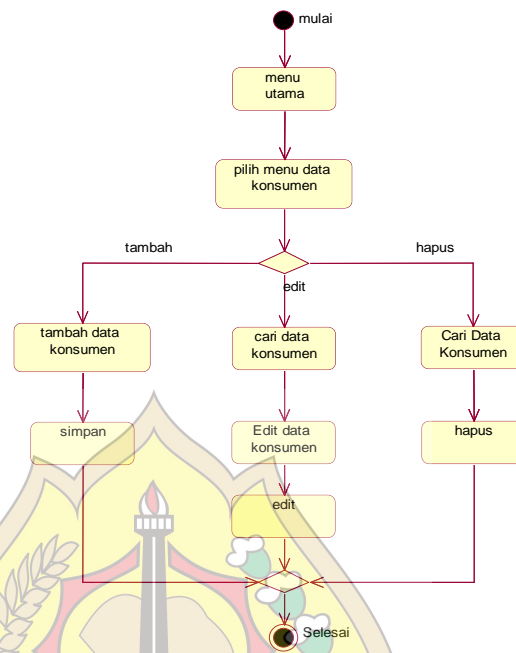 mulai
menu
utama
pilih menu data
konsumen
tambah
hapus
edit
tambah data
konsumen
cari data
konsumen
Cari Data
Konsumen
simpan
Edit data
konsumen
hapus
edit
Selesai